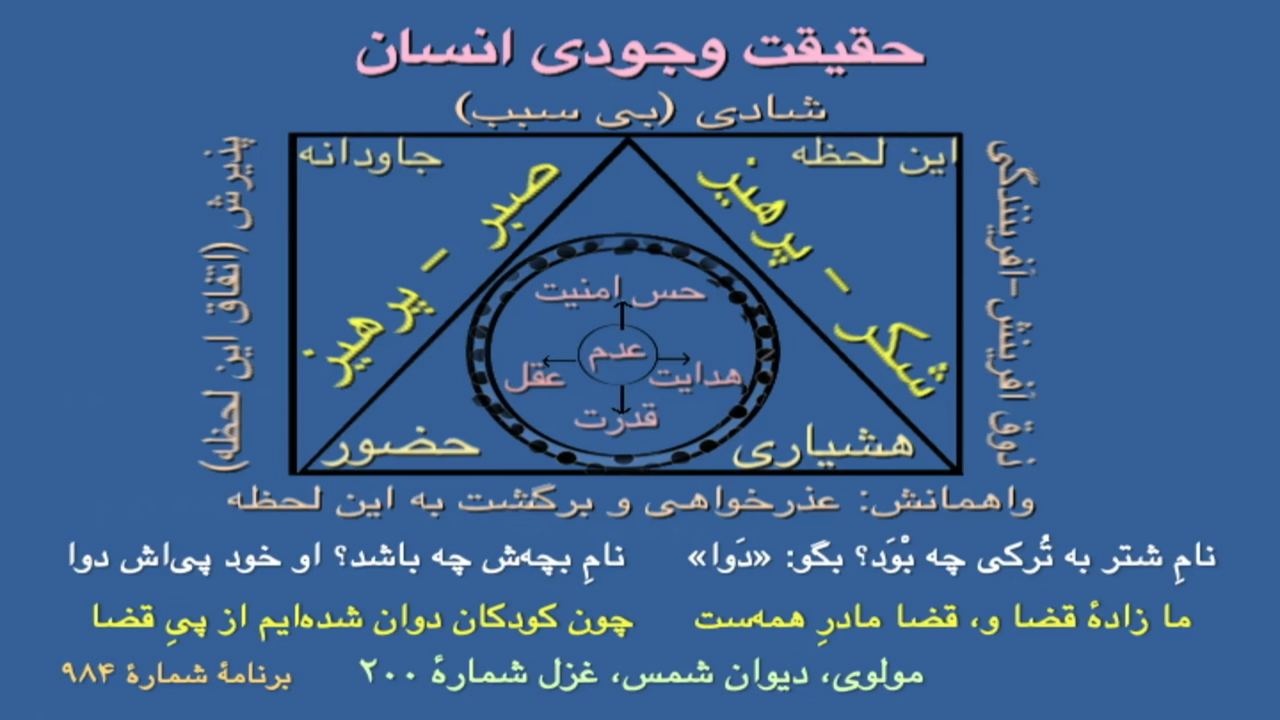 حقیقت وجودی انسان
شادی (بی سبب)
ذوق آفرینش -آفرینندگی
پذیرش (اتفاق این لحظه)
این لحظه
جاودانه
شکر - پرهیز
صبر - پرهیز
حس امنیت
عدم
هدایت
عقل
قدرت
هشیاری
حضور
واهمانش: عذرخواهی و برگشت به این لحظه
نامِ شتر به تُرکی چه بْوَد؟ بگو: «دَوا» نامِ بچه‌ش چه باشد؟ او خود پی‌اش دوا
ما زادهٔ قضا و، قضا مادرِ همه‌ست چون کودکان دوان شده‌ایم از پیِ قضا
مولوی، دیوان شمس، غزل شمارهٔ ۲۰۰ برنامهٔ شمارهٔ ۹۸۴